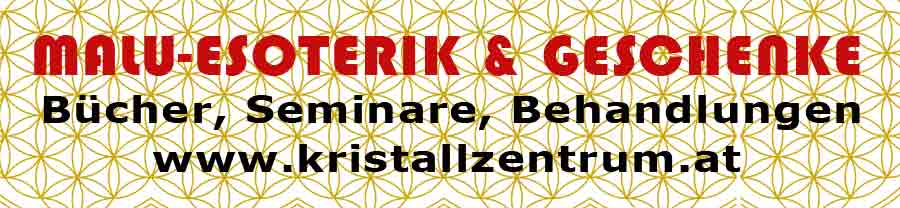 MALU-ESOTERIK & GESCHENKE
Bücher, Seminare, Behandlungen
www.kristallzentrum.at